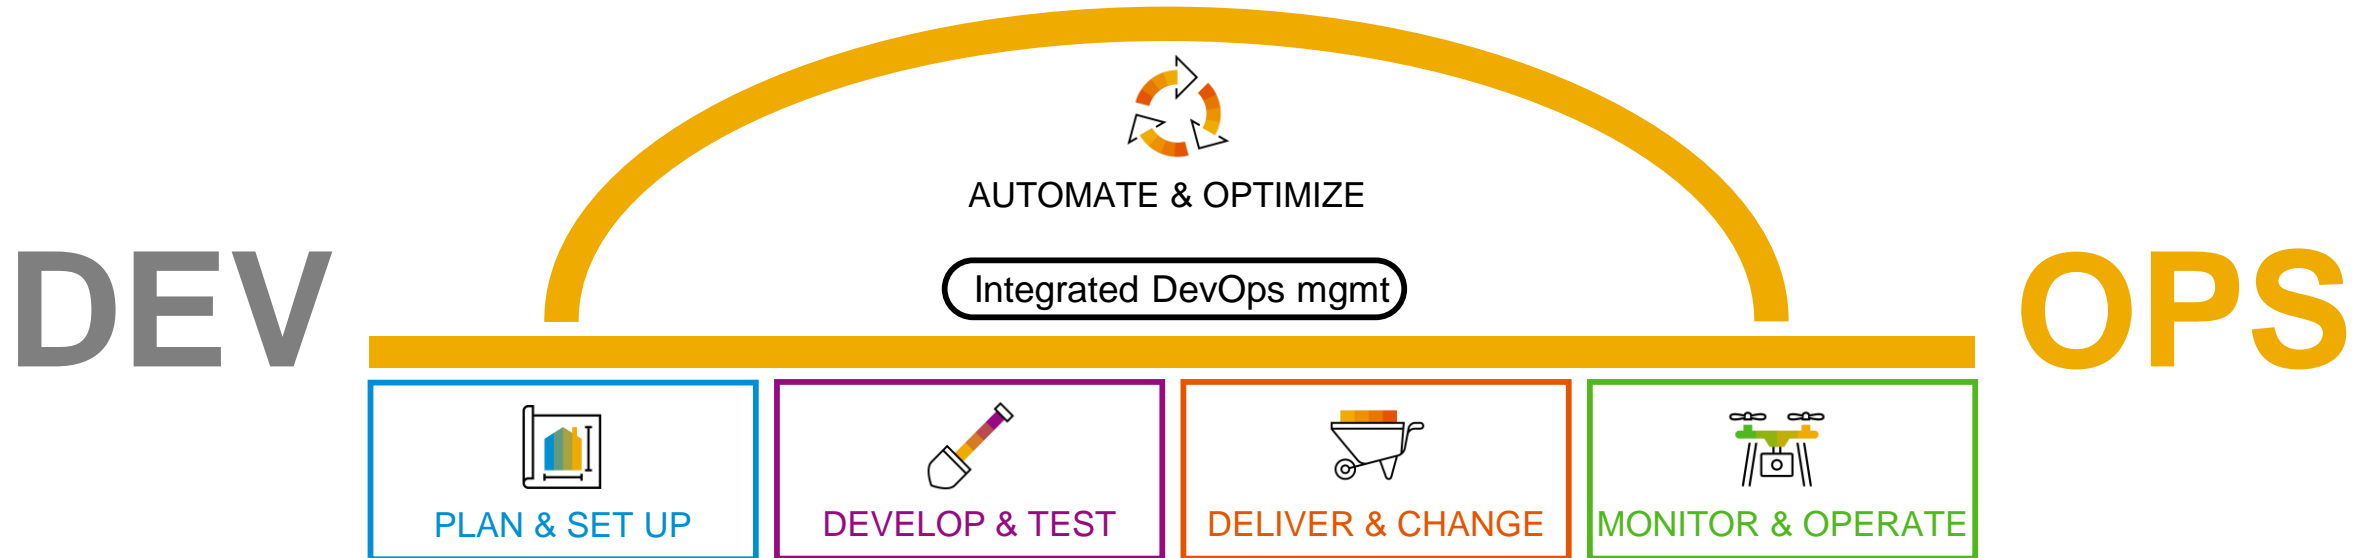 AUTOMATE & OPTIMIZE
DEV
Integrated DevOps mgmt
OPS
PLAN & SET UP
DEVELOP & TEST
DELIVER & CHANGE
MONITOR & OPERATE